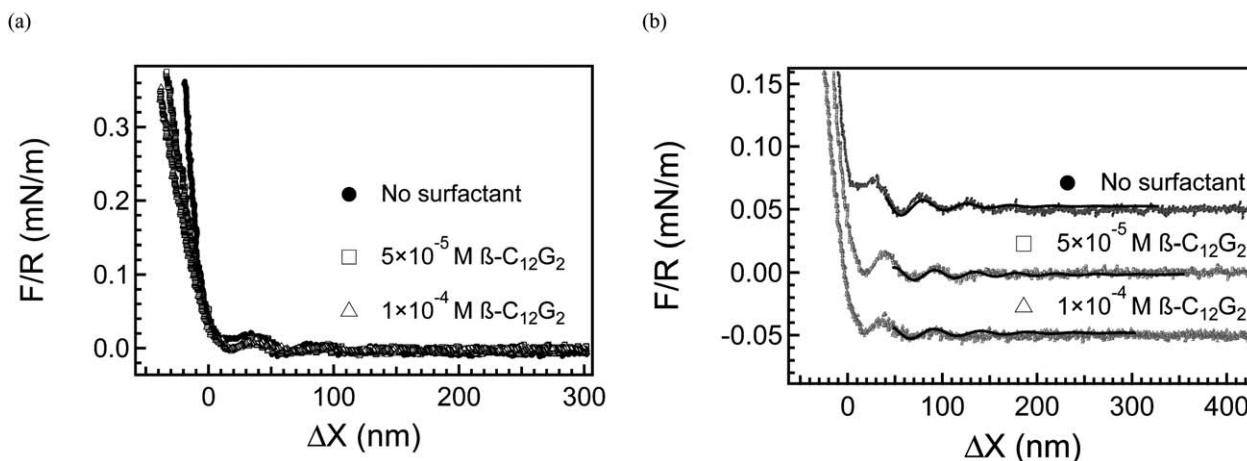 (a)
(b)
F/R (mN/m)
0.3
0.2
0.1
0.0
● No surfactant
□ 5×10⁻⁵ M ß-C₁₂G₂
△ 1×10⁻⁴ M ß-C₁₂G₂
0 100 200 300
ΔX (nm)
F/R (mN/m)
0.15
0.10
0.05
0.00
-0.05
● No surfactant
□ 5×10⁻⁵ M ß-C₁₂G₂
△ 1×10⁻⁴ M ß-C₁₂G₂
0 100 200 300 400
ΔX (nm)